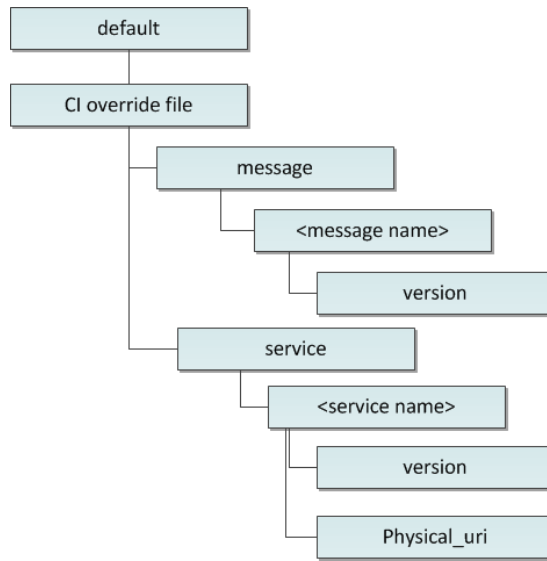 default
CI override file
message
<message name>
version
service
<service name>
version
Physical_uri